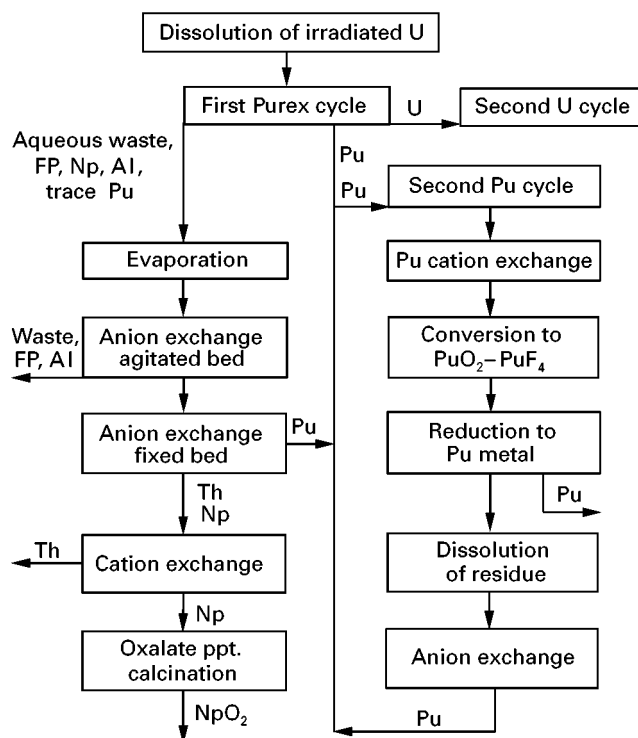 Dissolution of irradiated U
First Purex cycle
U
Second U cycle
Aqueous waste,
FP, Np, Al,
trace Pu
Pu
Pu
Second Pu cycle
Evaporation
Pu cation exchange
Waste,
FP, Al
Anion exchange
agitated bed
Conversion to
PuO₂–PuF₄
Anion exchange
fixed bed
Pu
Reduction to
Pu metal
Pu
Th
Np
Th
Cation exchange
Dissolution
of residue
Np
Oxalate ppt.
calcination
Anion exchange
NpO₂
Pu